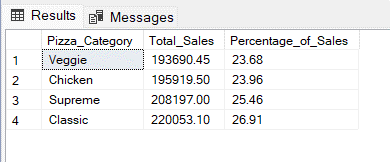 Results Messages
Pizza_Category Total_Sales Percentage_of_Sales
1 Veggie 193690.45 23.68
2 Chicken 195919.50 23.96
3 Supreme 208197.00 25.46
4 Classic 220053.10 26.91